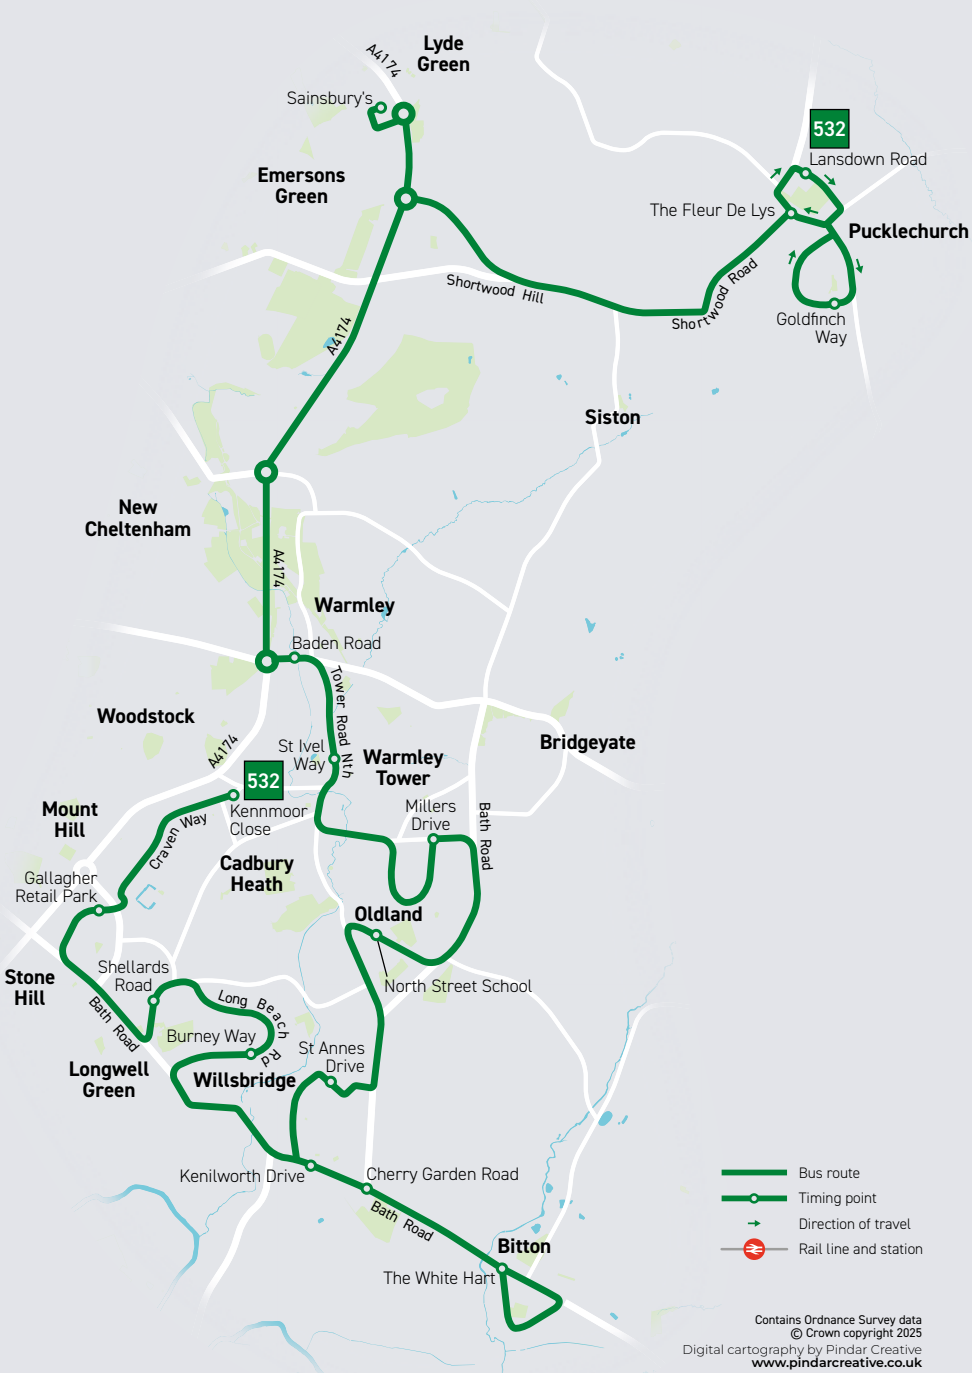 Lyde
Green
A4174
Sainsbury's
532
Lansdown Road
Emersons
Green
The Fleur De Lys
Pucklechurch
Shortwood Hill
Shortwood Road
Goldfinch
Way
A4174
Siston
New
Cheltenham
A4174
Warmley
Baden Road
Tower Road Nth
Woodstock
A4174
St Ivel
Way
Warmley
Tower
Bridgeyate
532
Kennmoor
Close
Mount
Hill
Craven Way
Millers
Drive
Bath Road
Cadbury
Heath
Gallagher
Retail Park
Oldland
North Street School
Stone
Hill
Shellards
Road
Long Beach Rd
Bath Road
Burney Way
St Annes
Drive
Longwell
Green
Willsbridge
Kenilworth Drive
Cherry Garden Road
Bath Road
Bitton
The White Hart
Bus route
Timing point
Direction of travel
Rail line and station
Contains Ordnance Survey data
© Crown copyright 2025
Digital cartography by Pindar Creative
www.pindarcreative.co.uk